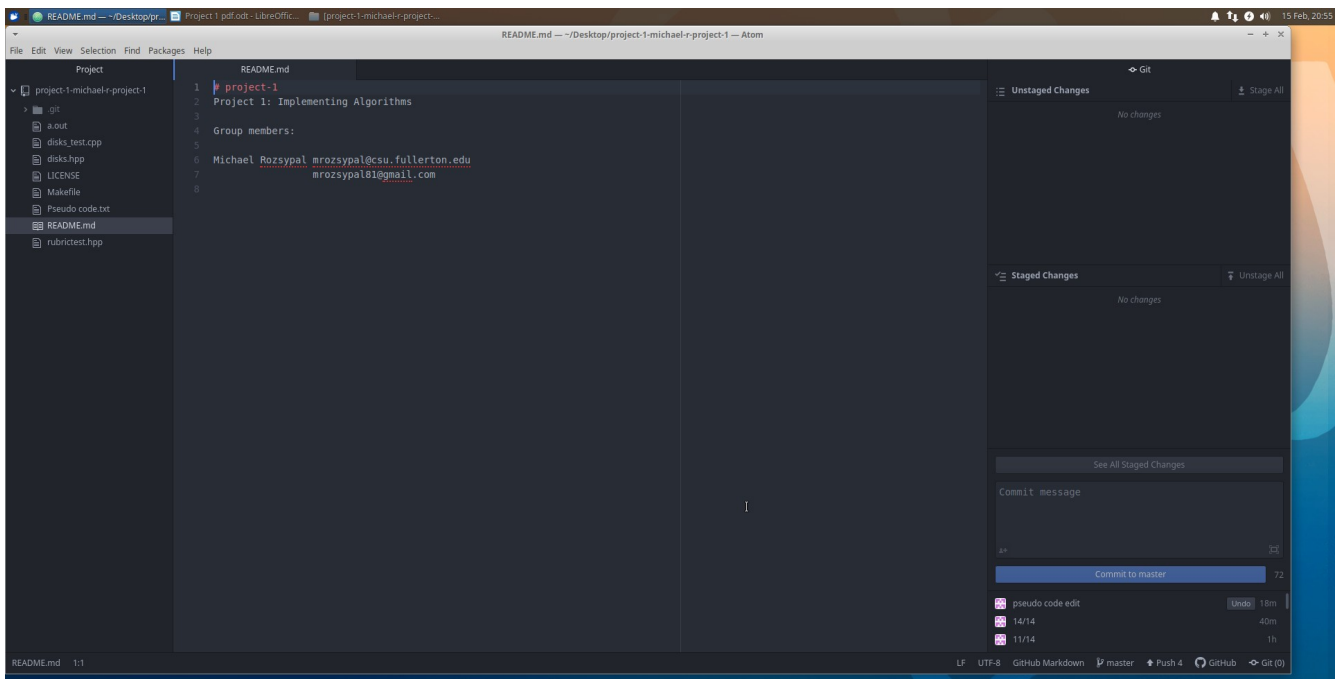 README.md — ~/Desktop/pr...
Project 1 pdf.odt - LibreOffic...
[project-1-michael-r-project-...
15 Feb, 20:55
README.md — ~/Desktop/project-1-michael-r-project-1 — Atom
File Edit View Selection Find Packages Help
Project
project-1-michael-r-project-1
.git
a.out
disks_test.cpp
disks.hpp
LICENSE
Makefile
Pseudo code.txt
README.md
rubrictest.hpp
README.md
1 # project-1
2 Project 1: Implementing Algorithms
3
4 Group members:
5
6 Michael Rozsypal mrozsypal@csu.fullerton.edu
7 mrozsypal81@gmail.com
8
Git
Unstaged Changes Stage All
No changes
Staged Changes Unstage All
No changes
See All Staged Changes
Commit message
Commit to master 72
pseudo code edit Undo 18m
14/14 40m
11/14 1h
README.md 1:1
LF UTF-8 GitHub Markdown master Push 4 GitHub Git (0)